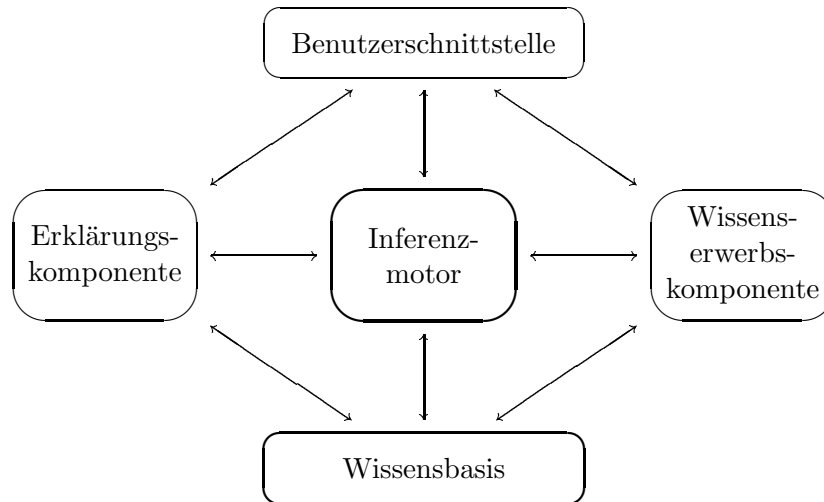 Benutzerschnittstelle
Erklärungs-
komponente
Inferenz-
motor
Wissens-
erwerbs-
komponente
Wissensbasis